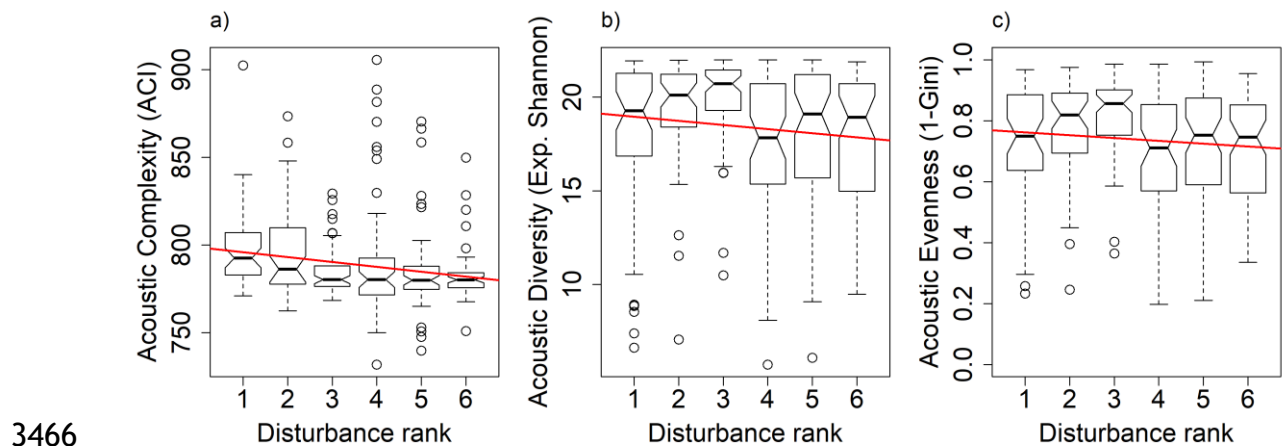 a)
Acoustic Complexity (ACI)
900
850
800
750
1 2 3 4 5 6
Disturbance rank
b)
Acoustic Diversity (Exp. Shannon)
20
15
10
1 2 3 4 5 6
Disturbance rank
c)
Acoustic Evenness (1-Gini)
1.0
0.8
0.6
0.4
0.2
0.0
1 2 3 4 5 6
Disturbance rank
3466